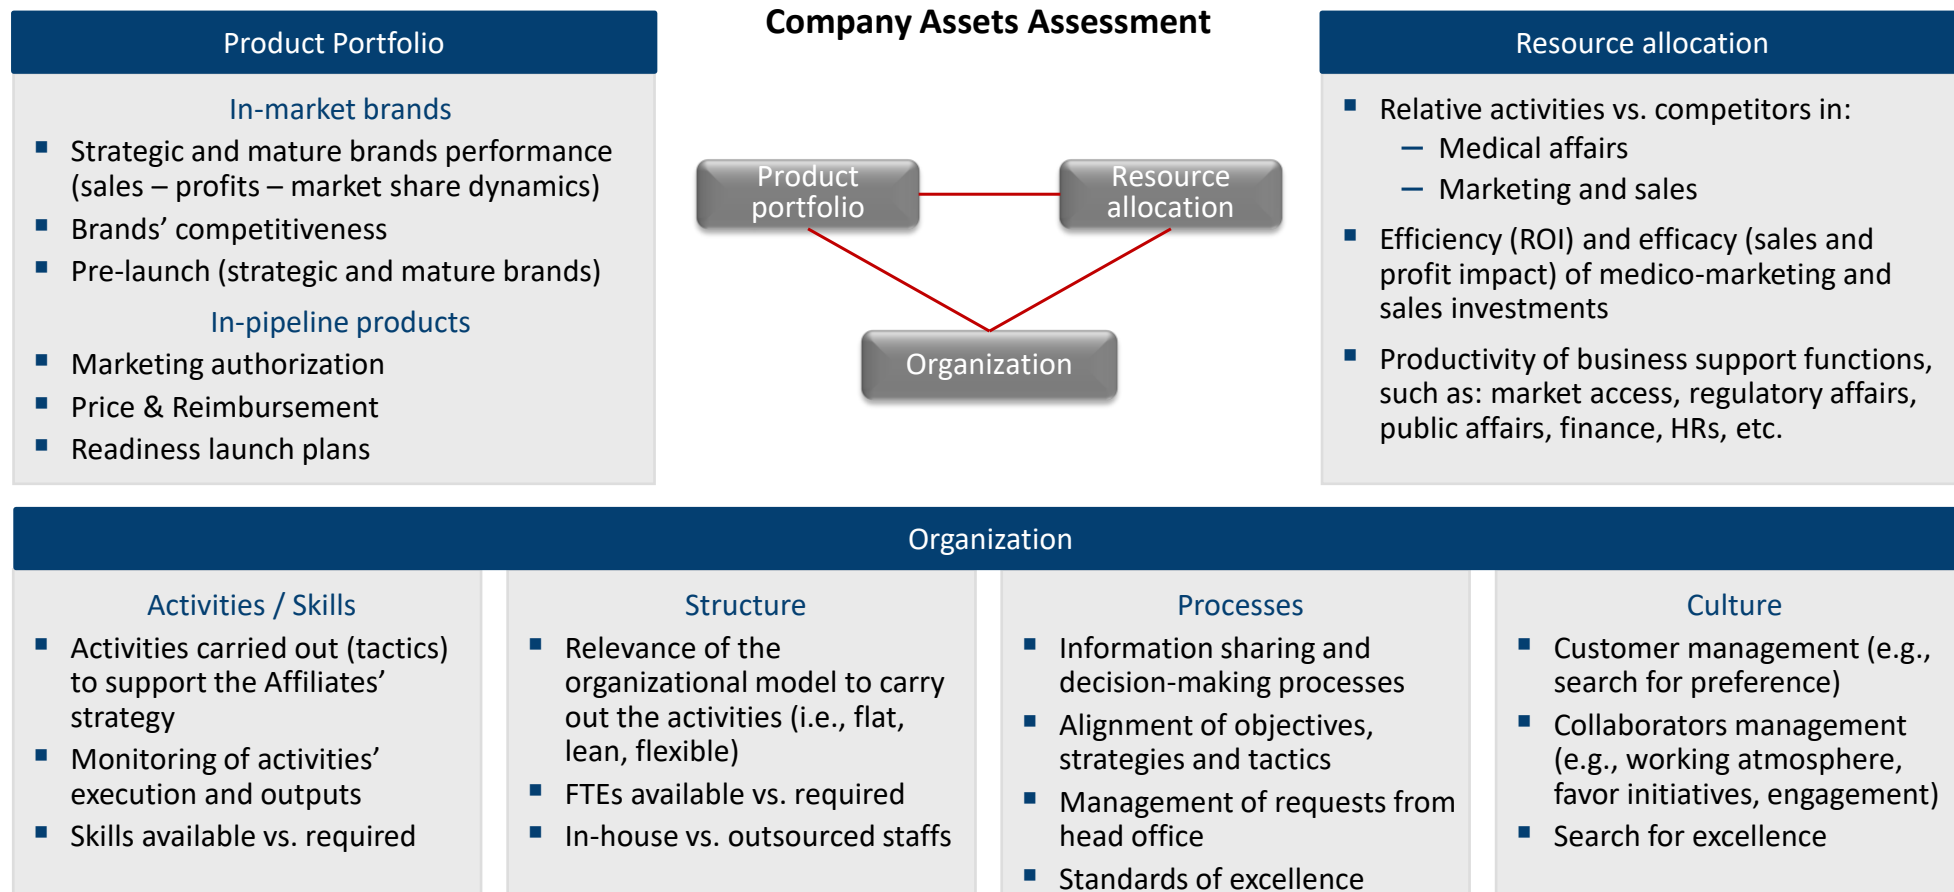 Company Assets Assessment
Product Portfolio
In-market brands
Strategic and mature brands performance
(sales – profits – market share dynamics)
Brands’ competitiveness
Pre-launch (strategic and mature brands)
In-pipeline products
Marketing authorization
Price & Reimbursement
Readiness launch plans
Product
portfolio
Resource
allocation
Organization
Resource allocation
Relative activities vs. competitors in:
– Medical affairs
– Marketing and sales
Efficiency (ROI) and efficacy (sales and
profit impact) of medico-marketing and
sales investments
Productivity of business support functions,
such as: market access, regulatory affairs,
public affairs, finance, HRs, etc.
Organization
Activities / Skills
Activities carried out (tactics)
to support the Affiliates’
strategy
Monitoring of activities’
execution and outputs
Skills available vs. required
Structure
Relevance of the
organizational model to carry
out the activities (i.e., flat,
lean, flexible)
FTEs available vs. required
In-house vs. outsourced staffs
Processes
Information sharing and
decision-making processes
Alignment of objectives,
strategies and tactics
Management of requests from
head office
Standards of excellence
Culture
Customer management (e.g.,
search for preference)
Collaborators management
(e.g., working atmosphere,
favor initiatives, engagement)
Search for excellence